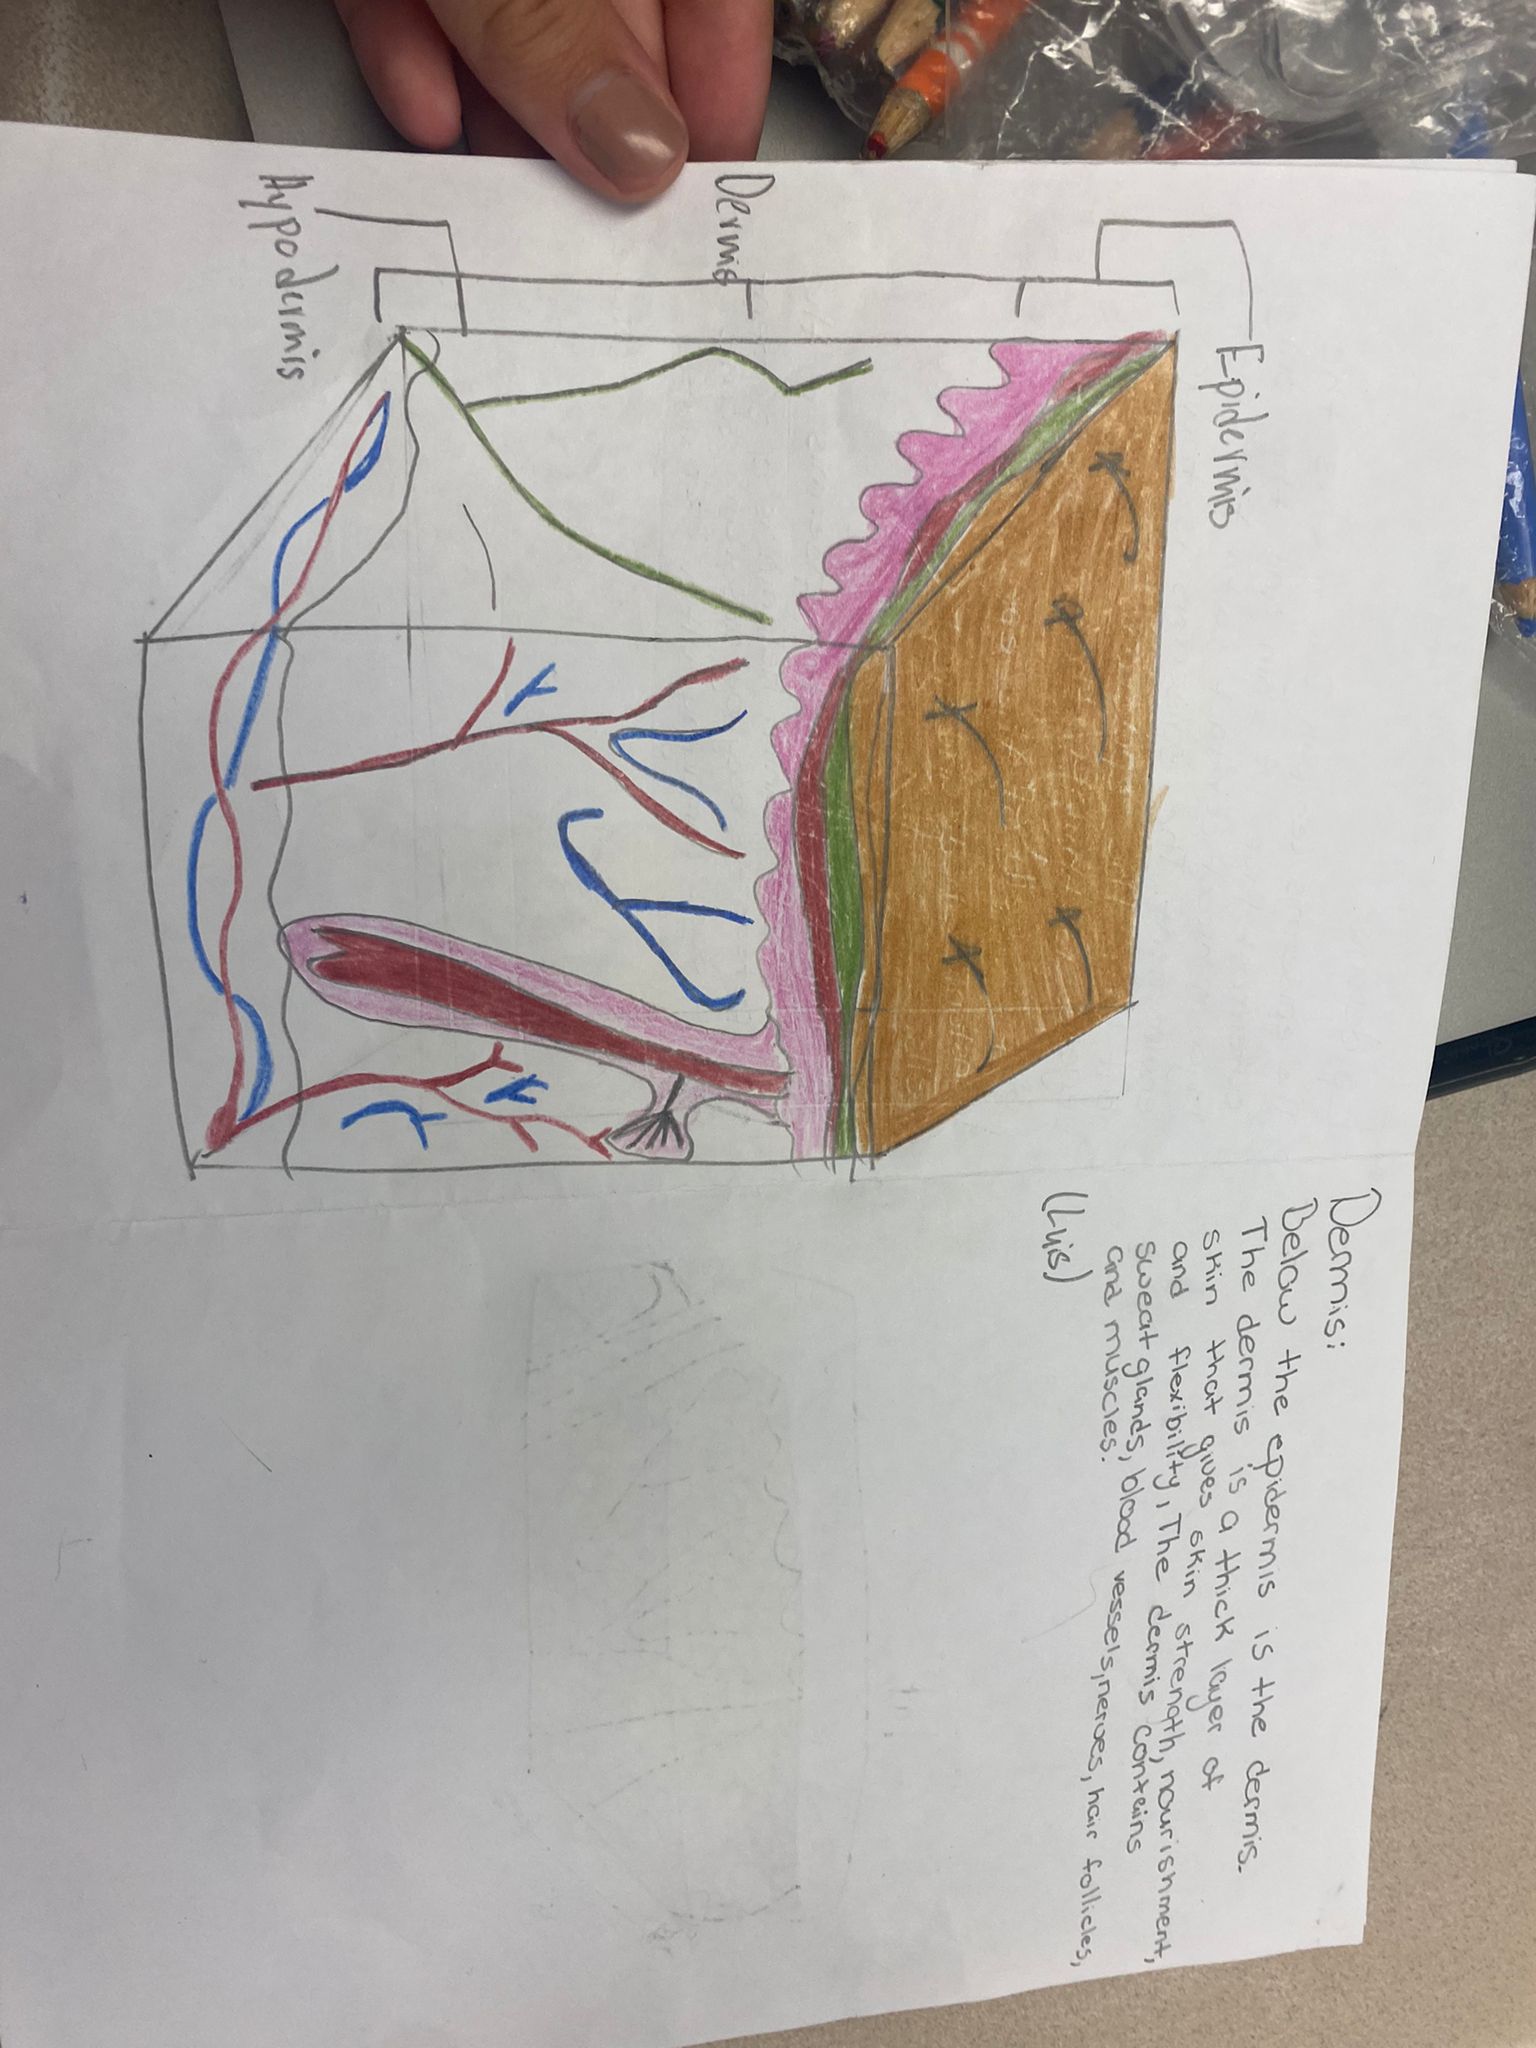 Epidermis
Dermis
Hypodermis
Dermis:
Below the epidermis is the dermis.
The dermis is a thick layer of
skin that gives skin strength, nourishment,
and flexibility, The dermis conteins
sweat glands, blood vessels, nerves, hair follicles,
and muscles.
(Luis)